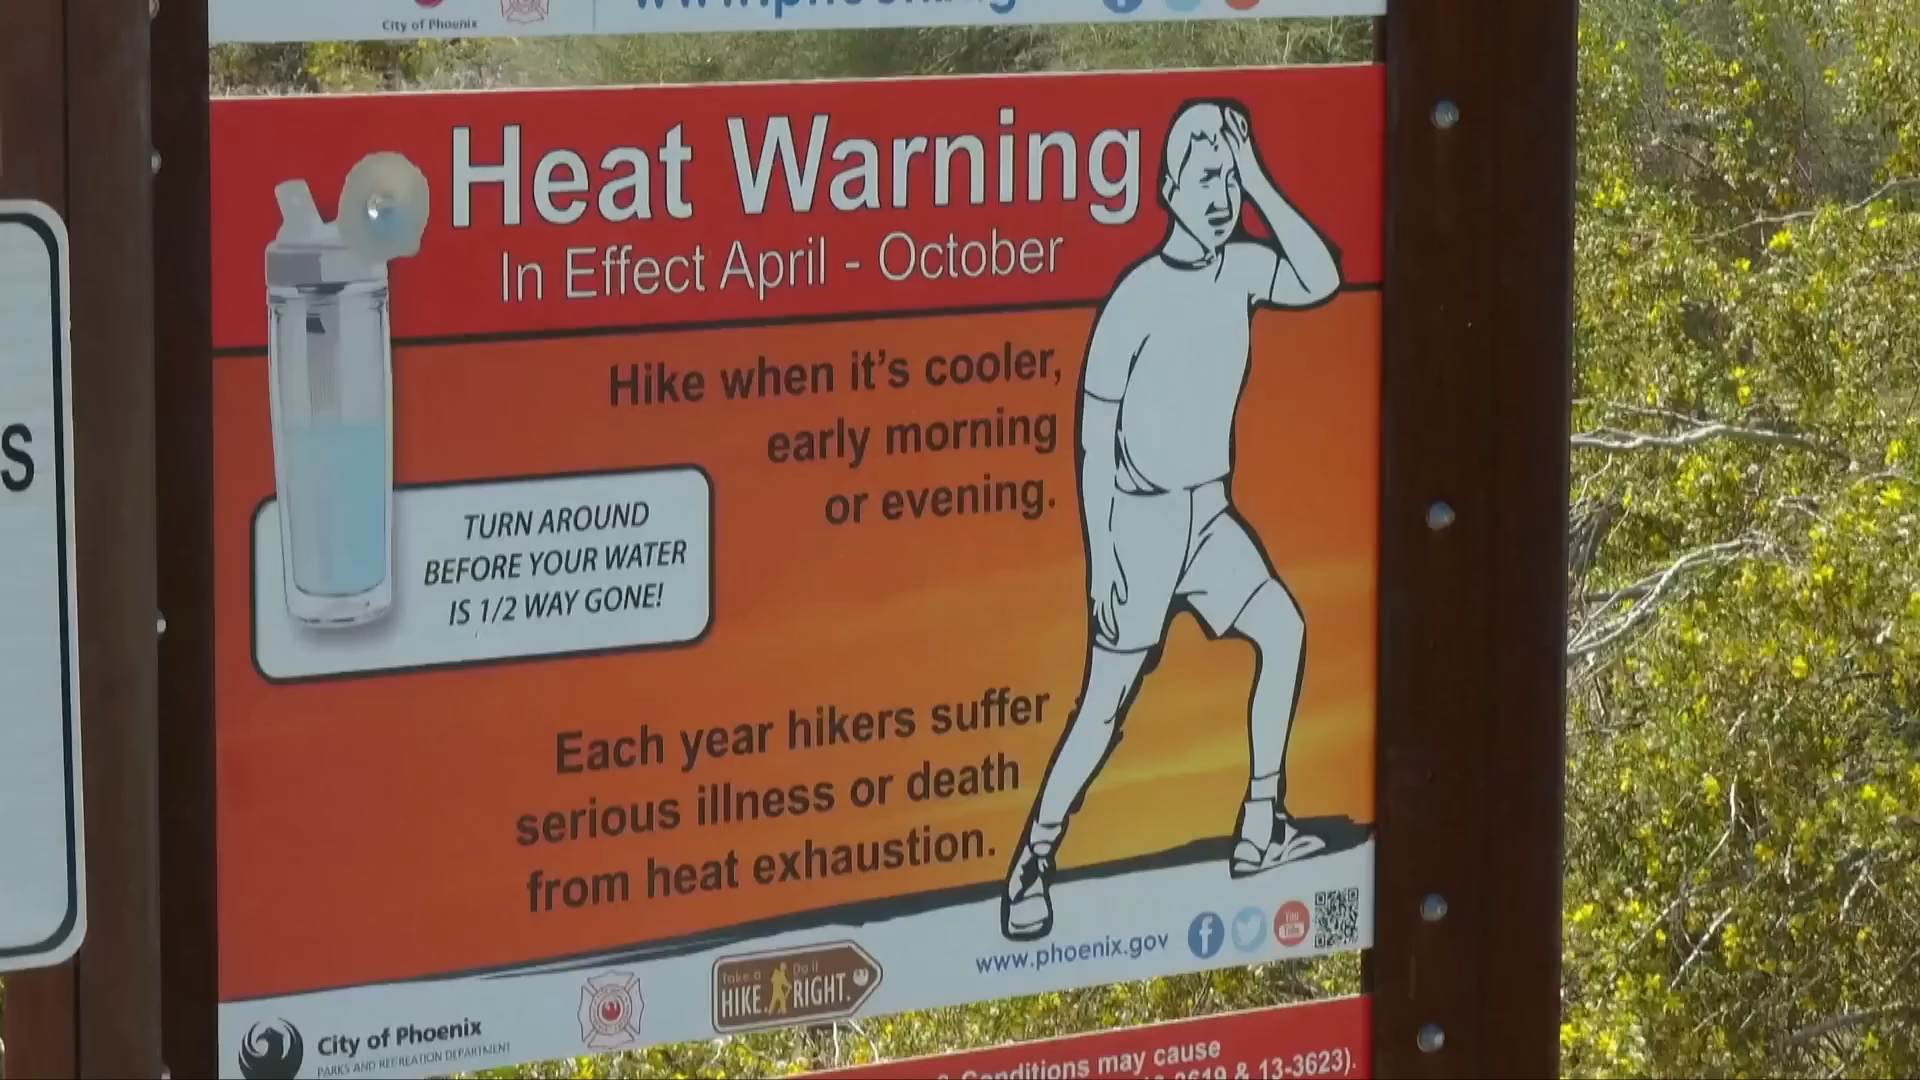 City of Phoenix
Heat Warning
In Effect April - October
Hike when it's cooler,
early morning
or evening.
S
TURN AROUND
BEFORE YOUR WATER
IS 1/2 WAY GONE!
Each year hikers suffer
serious illness or death
from heat exhaustion.
www.phoenix.gov
f
You
Tube
Take a Do it
HIKE. RIGHT.
City of Phoenix
PARKS AND RECREATION DEPARTMENT
Conditions may cause
& 13-3623).